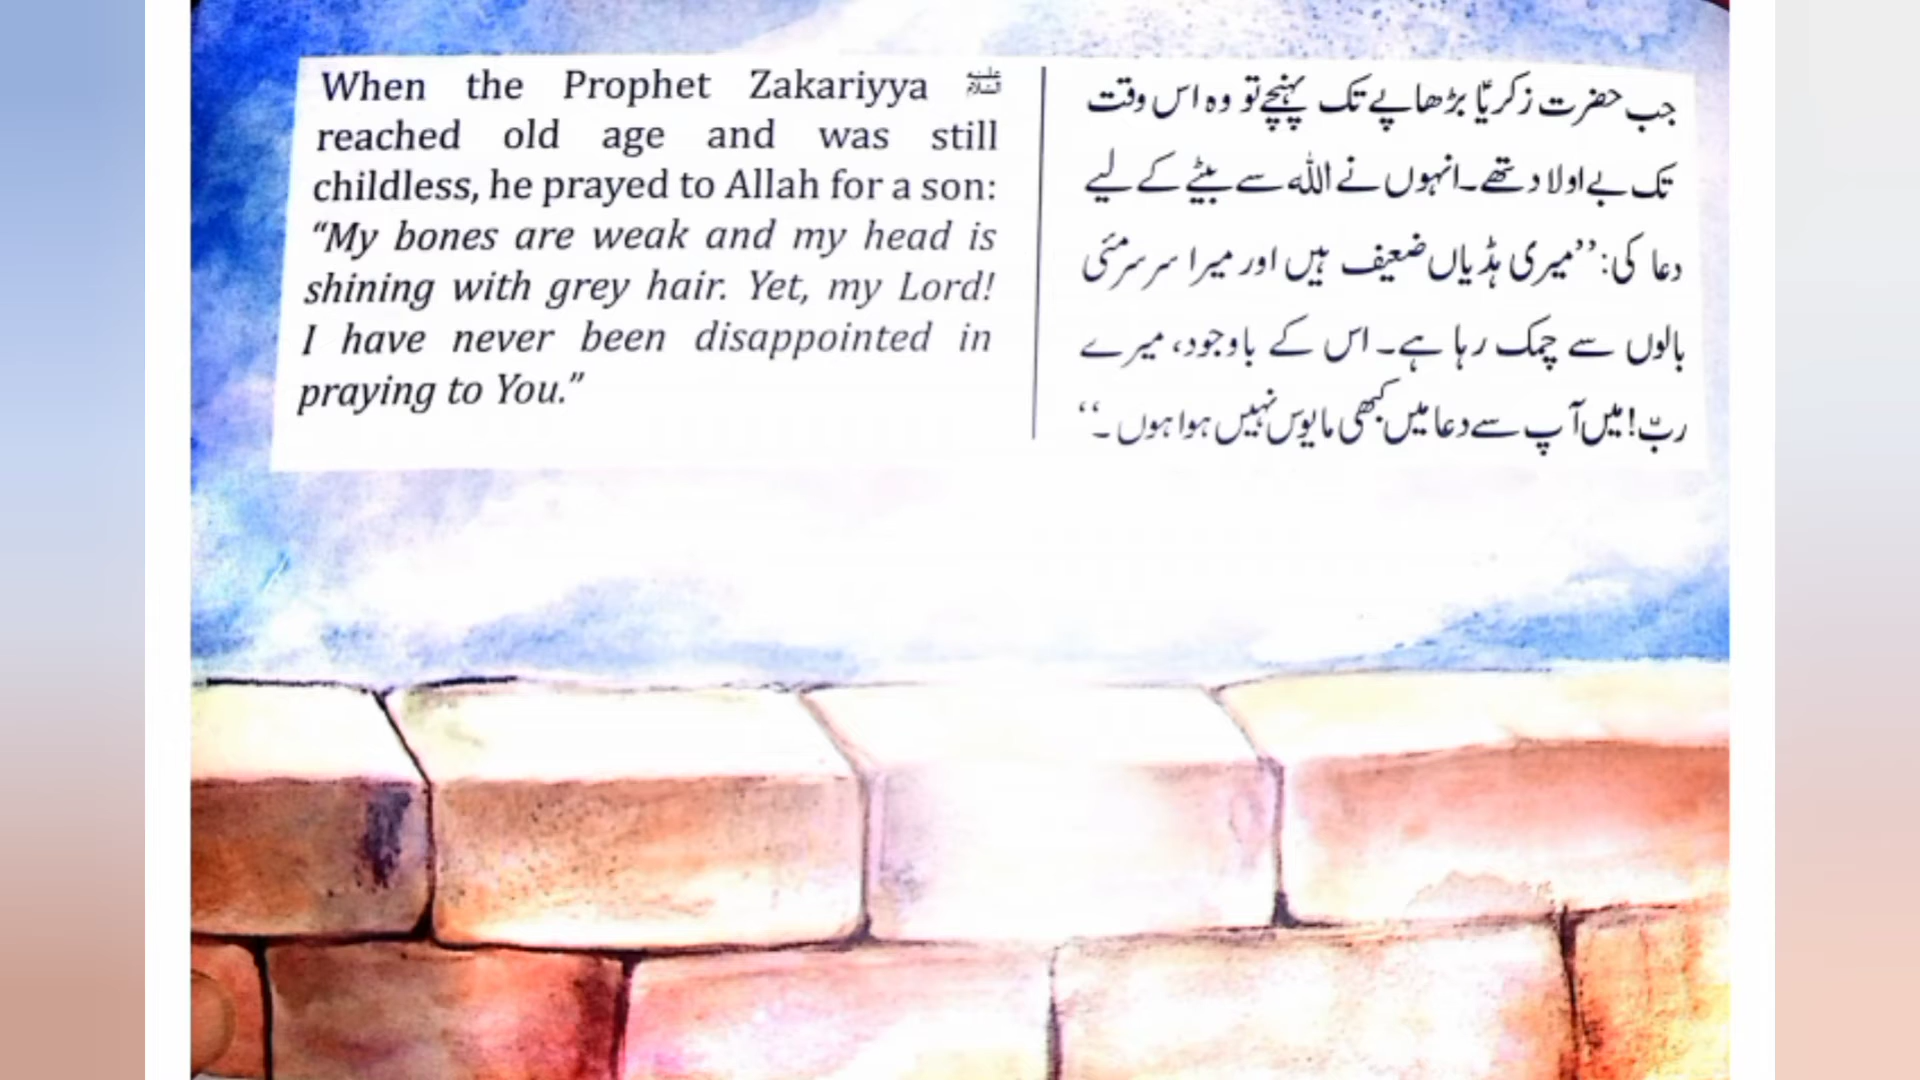 When the Prophet Zakariyya عليه السلام
reached old age and was still
childless, he prayed to Allah for a son:
“My bones are weak and my head is
shining with grey hair. Yet, my Lord!
I have never been disappointed in
praying to You.”
جب حضرت زکریّا بڑھاپے تک پہنچے تو وہ اس وقت
تک بے اولاد تھے۔ انہوں نے اللہ سے بیٹے کے لیے
دعا کی: ’’میری ہڈیاں ضعیف ہیں اور میرا سر سرمئی
بالوں سے چمک رہا ہے۔ اس کے باوجود، میرے
ربّ! میں آپ سے دعا میں کبھی مایوس نہیں ہوا ہوں۔‘‘